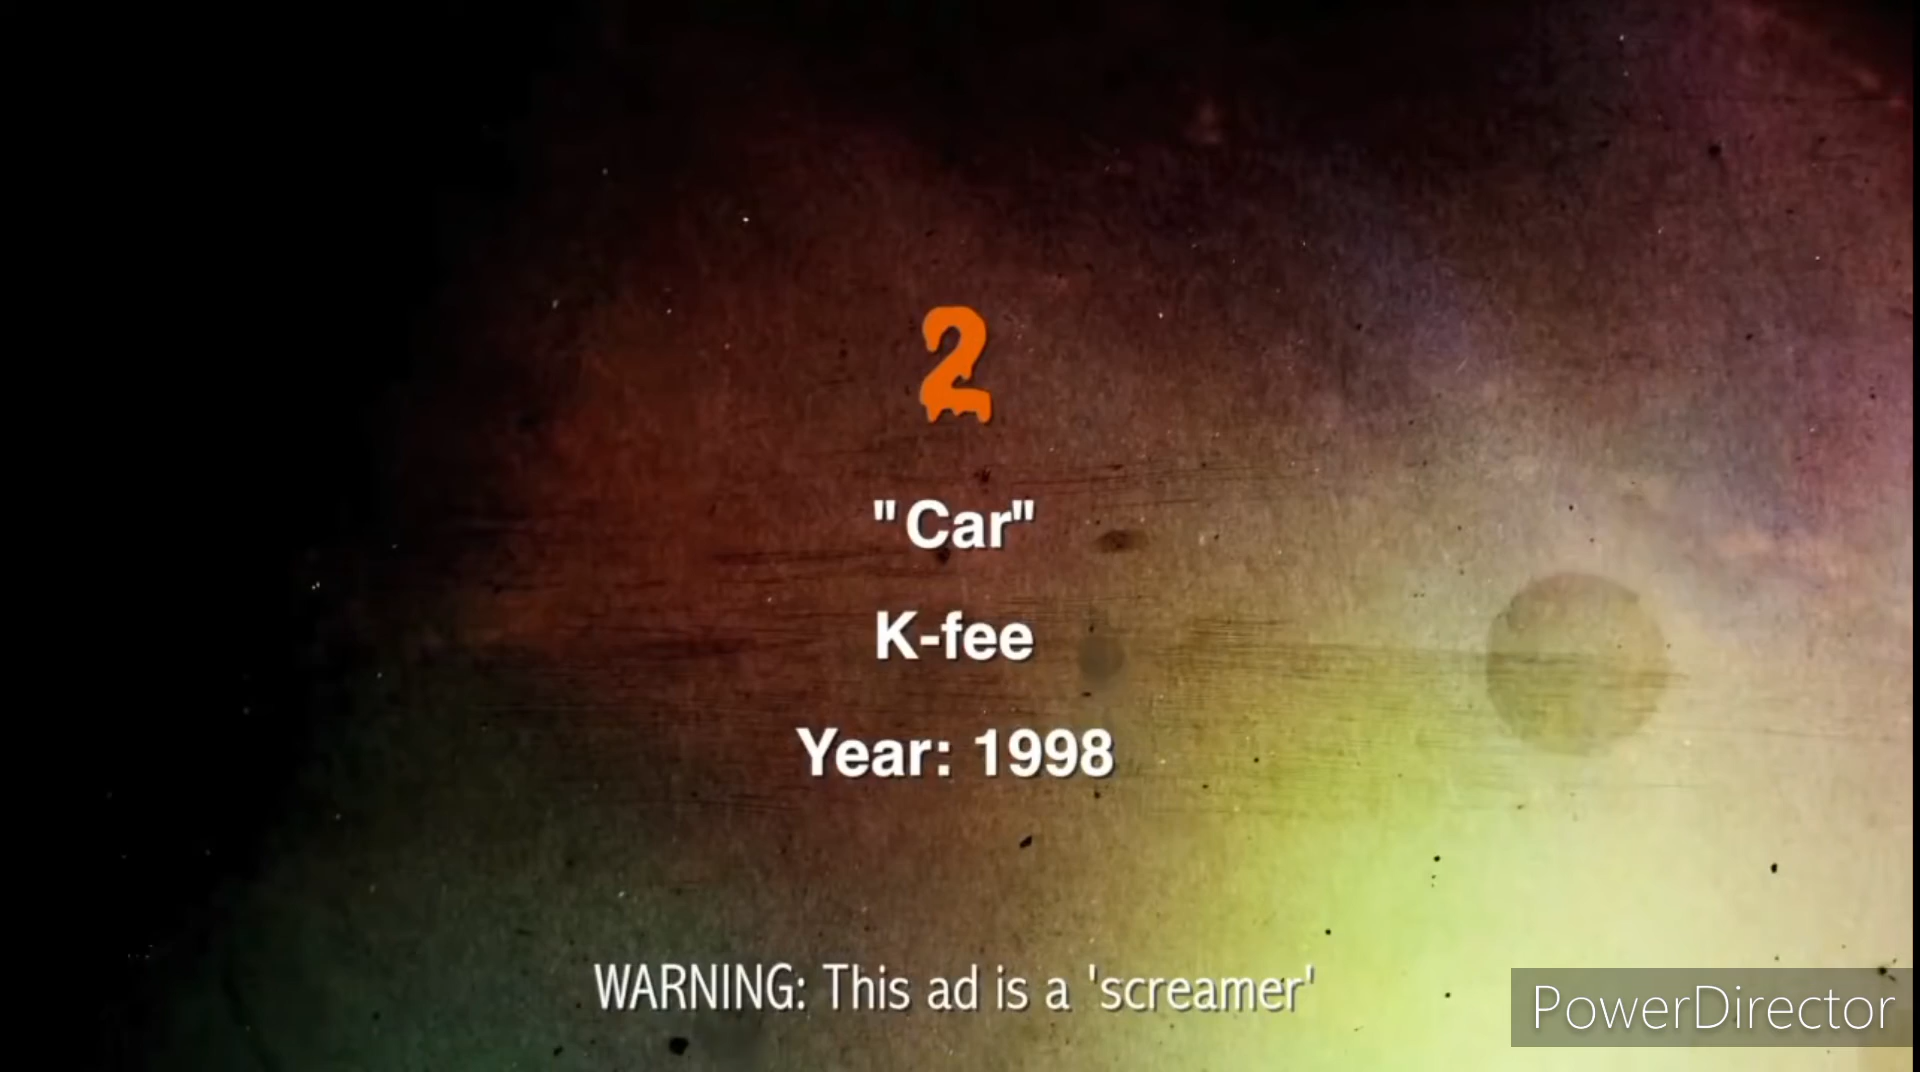 2
"Car"
K-fee
Year: 1998
WARNING: This ad is a 'screamer'
PowerDirector